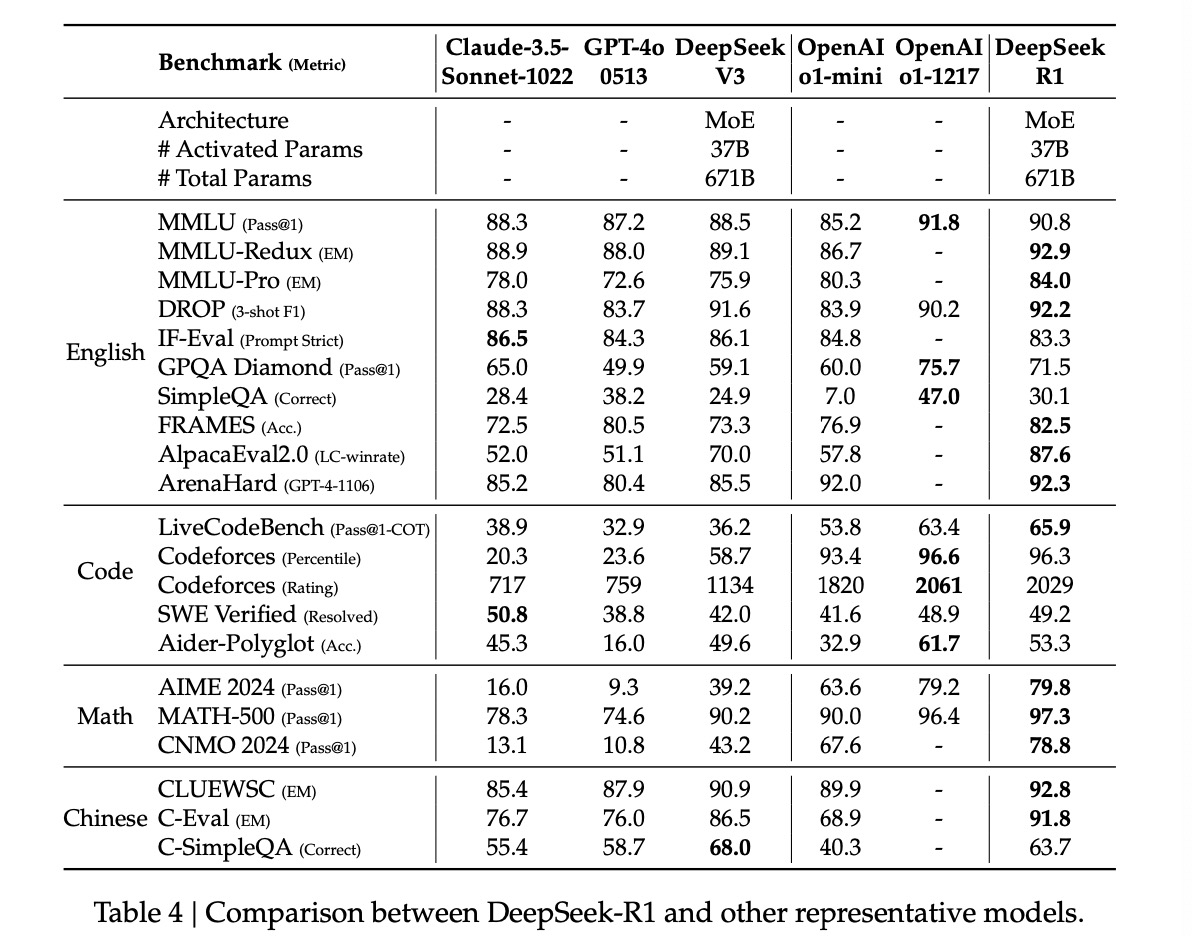 Benchmark (Metric) Claude-3.5-Sonnet-1022 GPT-4o 0513 DeepSeek V3 OpenAI o1-mini OpenAI o1-1217 DeepSeek R1
Architecture - - MoE - - MoE
# Activated Params - - 37B - - 37B
# Total Params - - 671B - - 671B
English
MMLU (Pass@1) 88.3 87.2 88.5 85.2 91.8 90.8
MMLU-Redux (EM) 88.9 88.0 89.1 86.7 - 92.9
MMLU-Pro (EM) 78.0 72.6 75.9 80.3 - 84.0
DROP (3-shot F1) 88.3 83.7 91.6 83.9 90.2 92.2
IF-Eval (Prompt Strict) 86.5 84.3 86.1 84.8 - 83.3
GPQA Diamond (Pass@1) 65.0 49.9 59.1 60.0 75.7 71.5
SimpleQA (Correct) 28.4 38.2 24.9 7.0 47.0 30.1
FRAMES (Acc.) 72.5 80.5 73.3 76.9 - 82.5
AlpacaEval2.0 (LC-winrate) 52.0 51.1 70.0 57.8 - 87.6
ArenaHard (GPT-4-1106) 85.2 80.4 85.5 92.0 - 92.3
Code
LiveCodeBench (Pass@1-COT) 38.9 32.9 36.2 53.8 63.4 65.9
Codeforces (Percentile) 20.3 23.6 58.7 93.4 96.6 96.3
Codeforces (Rating) 717 759 1134 1820 2061 2029
SWE Verified (Resolved) 50.8 38.8 42.0 41.6 48.9 49.2
Aider-Polyglot (Acc.) 45.3 16.0 49.6 32.9 61.7 53.3
Math
AIME 2024 (Pass@1) 16.0 9.3 39.2 63.6 79.2 79.8
MATH-500 (Pass@1) 78.3 74.6 90.2 90.0 96.4 97.3
CNMO 2024 (Pass@1) 13.1 10.8 43.2 67.6 - 78.8
Chinese
CLUEWSC (EM) 85.4 87.9 90.9 89.9 - 92.8
C-Eval (EM) 76.7 76.0 86.5 68.9 - 91.8
C-SimpleQA (Correct) 55.4 58.7 68.0 40.3 - 63.7
Table 4 | Comparison between DeepSeek-R1 and other representative models.